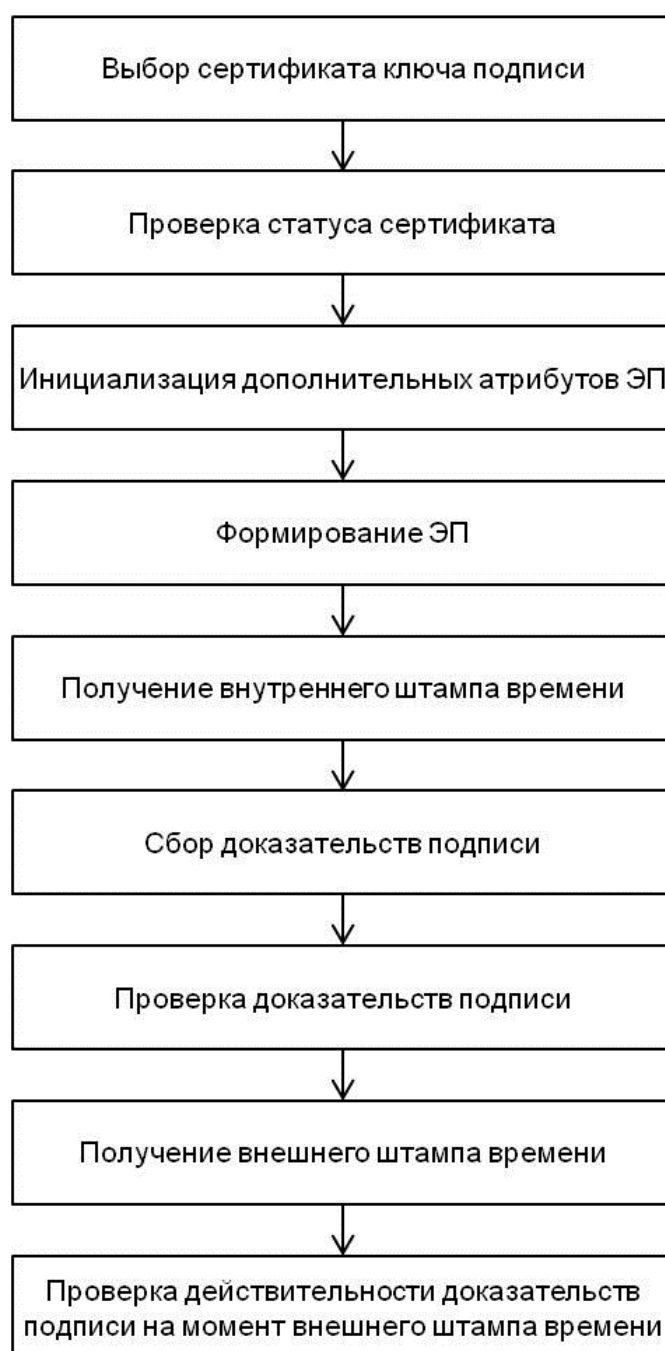 Выбор сертификата ключа подписи
Проверка статуса сертификата
Инициализация дополнительных атрибутов ЭП
Формирование ЭП
Получение внутреннего штампа времени
Сбор доказательств подписи
Проверка доказательств подписи
Получение внешнего штампа времени
Проверка действительности доказательств
подписи на момент внешнего штампа времени